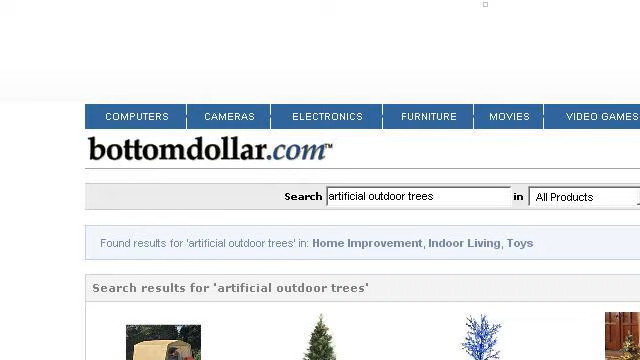 COMPUTERS CAMERAS ELECTRONICS FURNITURE MOVIES VIDEO GAMES
bottomdollar.com™
Search artificial outdoor trees in All Products
Found results for 'artificial outdoor trees' in: Home Improvement, Indoor Living, Toys
Search results for 'artificial outdoor trees'